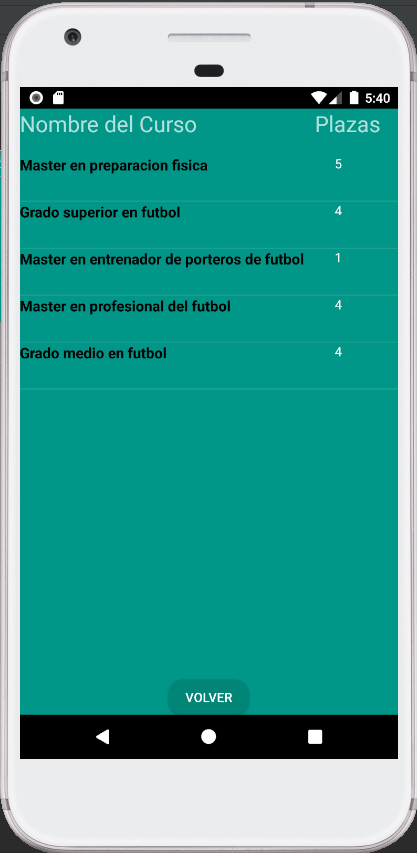 5:40
Nombre del Curso Plazas
Master en preparacion fisica 5
Grado superior en futbol 4
Master en entrenador de porteros de futbol 1
Master en profesional del futbol 4
Grado medio en futbol 4
VOLVER